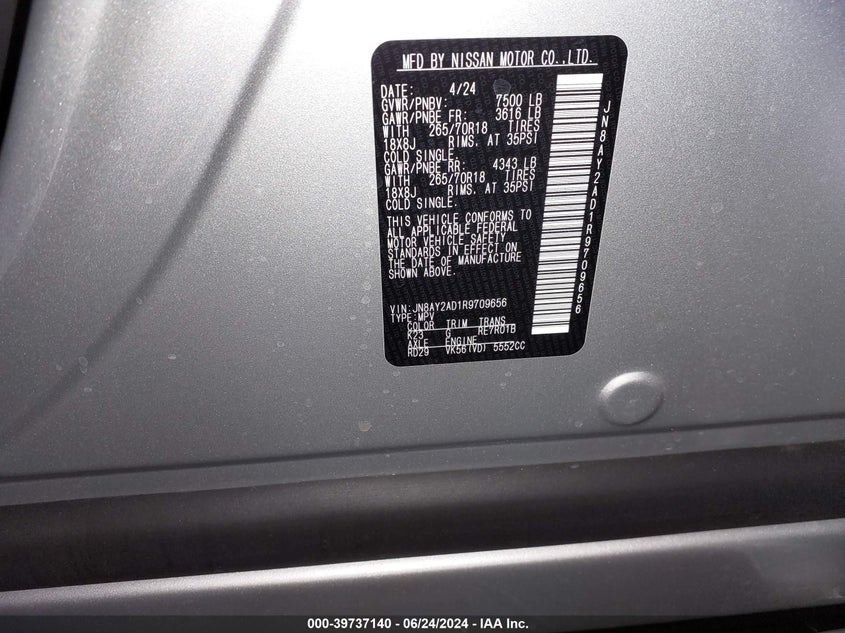 MFD BY NISSAN MOTOR CO.,LTD.
DATE: 4/24
GVWR/PNBV: 7500 LB
GAWR/PNBE FR: 3616 LB
WITH 265/70R18 TIRES
18X8J RIMS. AT 35PSI
COLD SINGLE.
GAWR/PNBE RR: 4343 LB
WITH 265/70R18 TIRES
18X8J RIMS. AT 35PSI
COLD SINGLE.
THIS VEHICLE CONFORMS TO
ALL APPLICABLE FEDERAL
MOTOR VEHICLE SAFETY
STANDARDS IN EFFECT ON
THE DATE OF MANUFACTURE
SHOWN ABOVE.
VIN:JN8AY2AD1R9709656
TYPE:MPV
COLOR TRIM TRANS
K23 G RE7R01B
AXLE ENGINE
RD29 VK56(VD) 5552CC
JN8AY2AD1R9709656
000-39737140 - 06/24/2024 - IAA Inc.